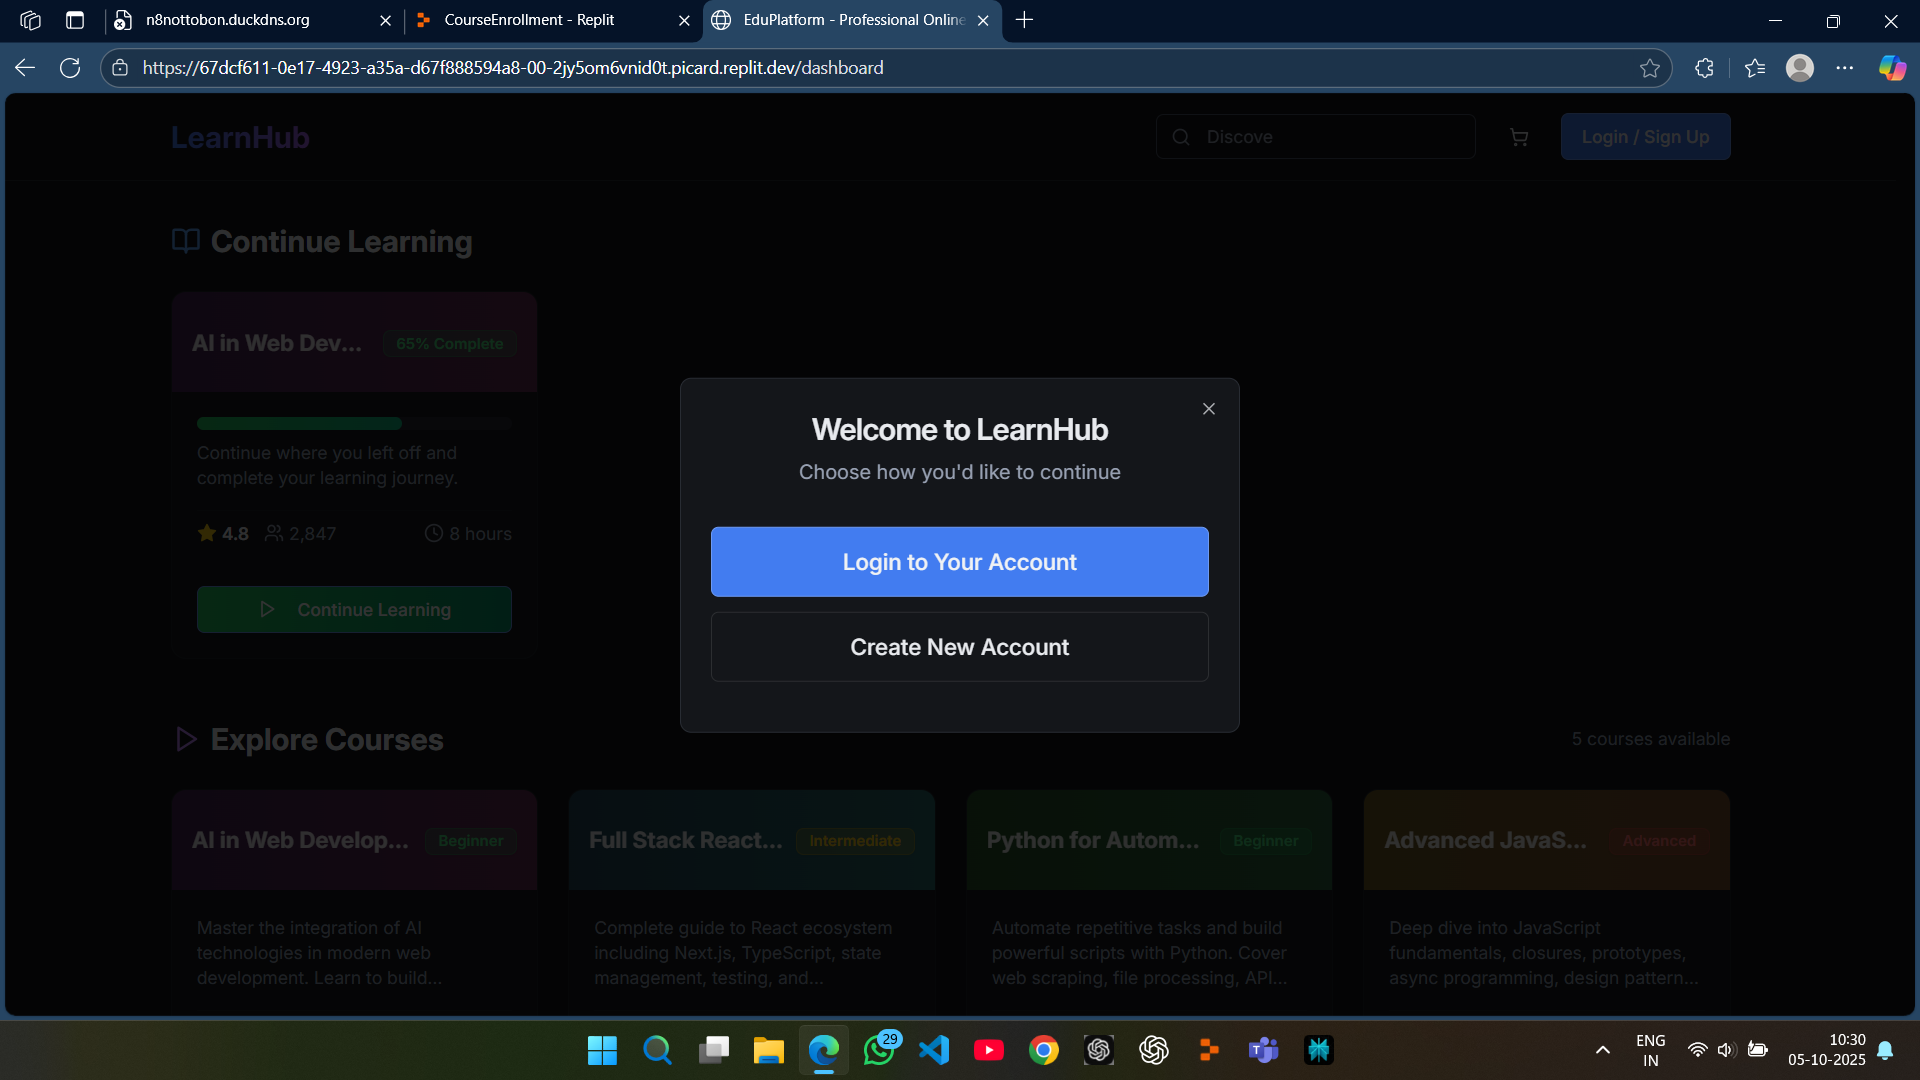 n8nottobon.duckdns.org
CourseEnrollment - Replit
EduPlatform - Professional Online
https://67dcf611-0e17-4923-a35a-d67f888594a8-00-2jy5om6vnid0t.picard.replit.dev/dashboard
LearnHub
Discove
Login / Sign Up
Continue Learning
AI in Web Dev...
65% Complete
Continue where you left off and
complete your learning journey.
4.8
2,847
8 hours
Continue Learning
Welcome to LearnHub
Choose how you'd like to continue
Login to Your Account
Create New Account
Explore Courses
5 courses available
AI in Web Develop...
Beginner
Master the integration of AI
technologies in modern web
development. Learn to build...
Full Stack React...
Intermediate
Complete guide to React ecosystem
including Next.js, TypeScript, state
management, testing, and...
Python for Autom...
Beginner
Automate repetitive tasks and build
powerful scripts with Python. Cover
web scraping, file processing, API...
Advanced JavaS...
Advanced
Deep dive into JavaScript
fundamentals, closures, prototypes,
async programming, design pattern...
29
ENG
IN
10:30
05-10-2025